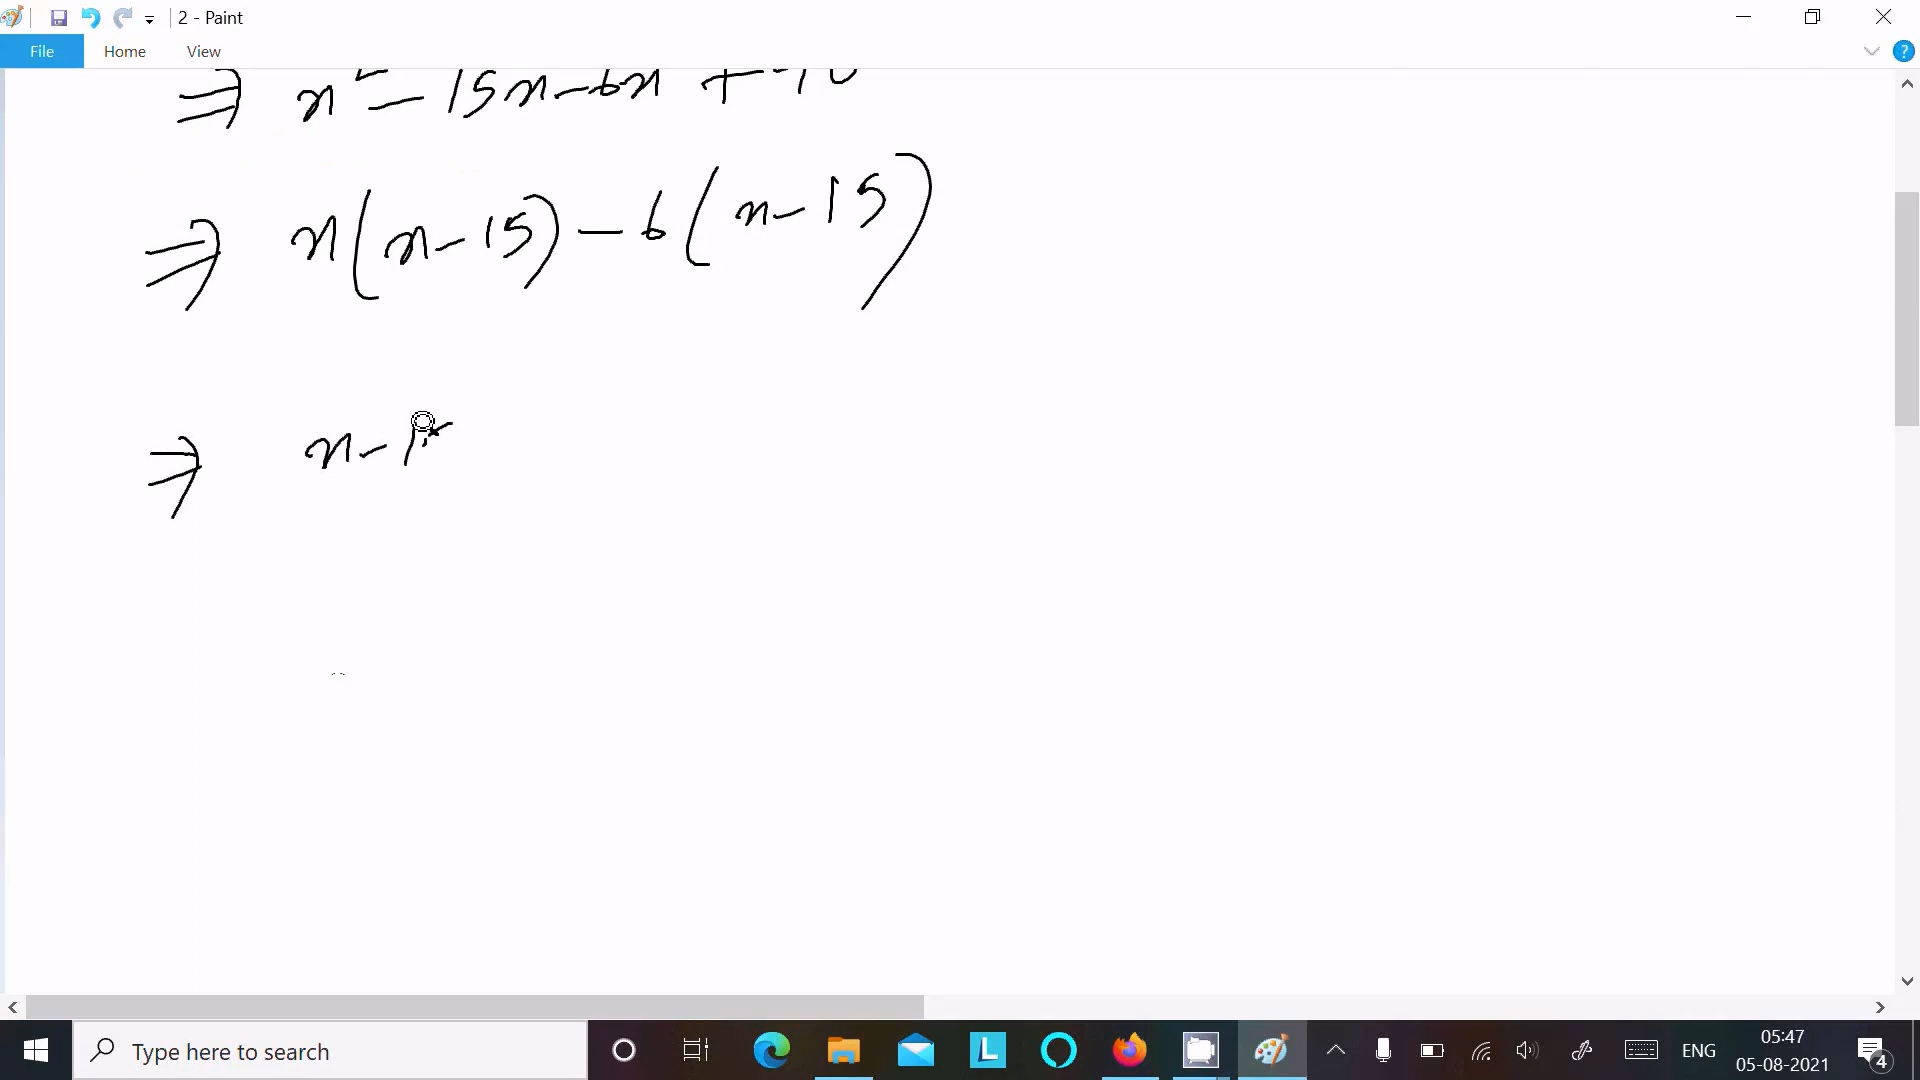 2 - Paint
File Home View
⇒ x² - 15x - 6x +
⇒ x(x - 15) - 6(x - 15)
⇒ x - 1
Type here to search
ENG
05:47
05-08-2021
4